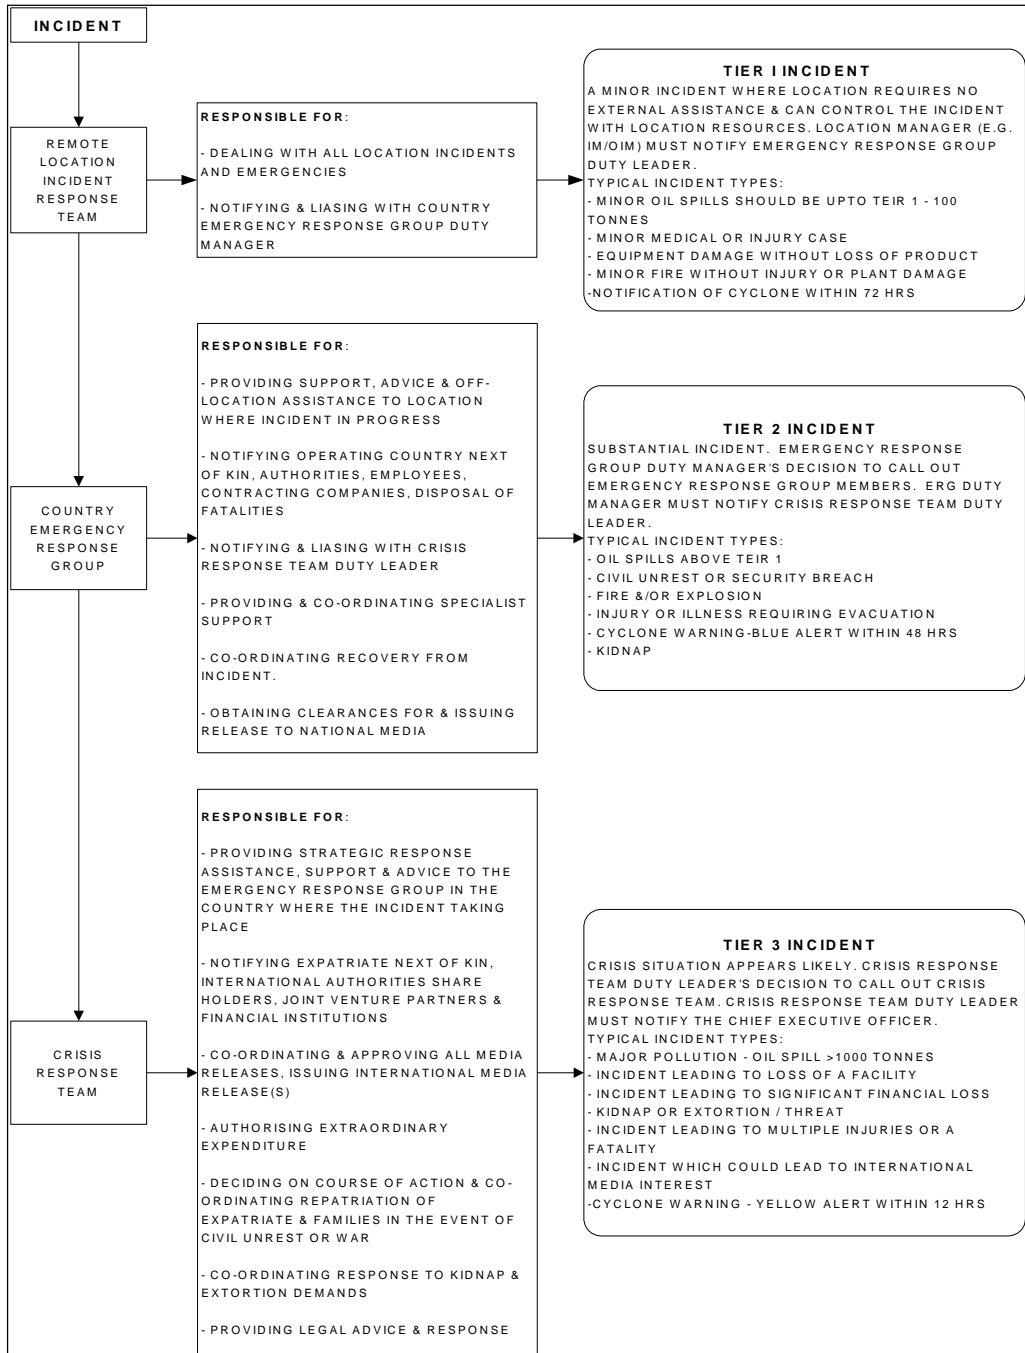 INCIDENT
REMOTE
LOCATION
INCIDENT
RESPONSE
TEAM
RESPONSIBLE FOR:
- DEALING WITH ALL LOCATION INCIDENTS
AND EMERGENCIES
- NOTIFYING & LIASING WITH COUNTRY
EMERGENCY RESPONSE GROUP DUTY
MANAGER
TIER I INCIDENT
A MINOR INCIDENT WHERE LOCATION REQUIRES NO
EXTERNAL ASSISTANCE & CAN CONTROL THE INCIDENT
WITH LOCATION RESOURCES. LOCATION MANAGER (E.G.
IM/OIM) MUST NOTIFY EMERGENCY RESPONSE GROUP
DUTY LEADER.
TYPICAL INCIDENT TYPES:
- MINOR OIL SPILLS SHOULD BE UPTO TEIR 1 - 100
TONNES
- MINOR MEDICAL OR INJURY CASE
- EQUIPMENT DAMAGE WITHOUT LOSS OF PRODUCT
- MINOR FIRE WITHOUT INJURY OR PLANT DAMAGE
-NOTIFICATION OF CYCLONE WITHIN 72 HRS
COUNTRY
EMERGENCY
RESPONSE
GROUP
RESPONSIBLE FOR:
- PROVIDING SUPPORT, ADVICE & OFF-
LOCATION ASSISTANCE TO LOCATION
WHERE INCIDENT IN PROGRESS
- NOTIFYING OPERATING COUNTRY NEXT
OF KIN, AUTHORITIES, EMPLOYEES,
CONTRACTING COMPANIES, DISPOSAL OF
FATALITIES
- NOTIFYING & LIASING WITH CRISIS
RESPONSE TEAM DUTY LEADER
- PROVIDING & CO-ORDINATING SPECIALIST
SUPPORT
- CO-ORDINATING RECOVERY FROM
INCIDENT.
- OBTAINING CLEARANCES FOR & ISSUING
RELEASE TO NATIONAL MEDIA
TIER 2 INCIDENT
SUBSTANTIAL INCIDENT. EMERGENCY RESPONSE
GROUP DUTY MANAGER'S DECISION TO CALL OUT
EMERGENCY RESPONSE GROUP MEMBERS. ERG DUTY
MANAGER MUST NOTIFY CRISIS RESPONSE TEAM DUTY
LEADER.
TYPICAL INCIDENT TYPES:
- OIL SPILLS ABOVE TEIR 1
- CIVIL UNREST OR SECURITY BREACH
- FIRE &/OR EXPLOSION
- INJURY OR ILLNESS REQUIRING EVACUATION
- CYCLONE WARNING-BLUE ALERT WITHIN 48 HRS
- KIDNAP
CRISIS
RESPONSE
TEAM
RESPONSIBLE FOR:
- PROVIDING STRATEGIC RESPONSE
ASSISTANCE, SUPPORT & ADVICE TO THE
EMERGENCY RESPONSE GROUP IN THE
COUNTRY WHERE THE INCIDENT TAKING
PLACE
- NOTIFYING EXPATRIATE NEXT OF KIN,
INTERNATIONAL AUTHORITIES SHARE
HOLDERS, JOINT VENTURE PARTNERS &
FINANCIAL INSTITUTIONS
- CO-ORDINATING & APPROVING ALL MEDIA
RELEASES, ISSUING INTERNATIONAL MEDIA
RELEASE(S)
- AUTHORISING EXTRAORDINARY
EXPENDITURE
- DECIDING ON COURSE OF ACTION & CO-
ORDINATING REPATRIATION OF
EXPATRIATE & FAMILIES IN THE EVENT OF
CIVIL UNREST OR WAR
- CO-ORDINATING RESPONSE TO KIDNAP &
EXTORTION DEMANDS
- PROVIDING LEGAL ADVICE & RESPONSE
TIER 3 INCIDENT
CRISIS SITUATION APPEARS LIKELY. CRISIS RESPONSE
TEAM DUTY LEADER'S DECISION TO CALL OUT CRISIS
RESPONSE TEAM. CRISIS RESPONSE TEAM DUTY LEADER
MUST NOTIFY THE CHIEF EXECUTIVE OFFICER.
TYPICAL INCIDENT TYPES:
- MAJOR POLLUTION - OIL SPILL >1000 TONNES
- INCIDENT LEADING TO LOSS OF A FACILITY
- INCIDENT LEADING TO SIGNIFICANT FINANCIAL LOSS
- KIDNAP OR EXTORTION / THREAT
- INCIDENT LEADING TO MULTIPLE INJURIES OR A
FATALITY
- INCIDENT WHICH COULD LEAD TO INTERNATIONAL
MEDIA INTEREST
-CYCLONE WARNING - YELLOW ALERT WITHIN 12 HRS